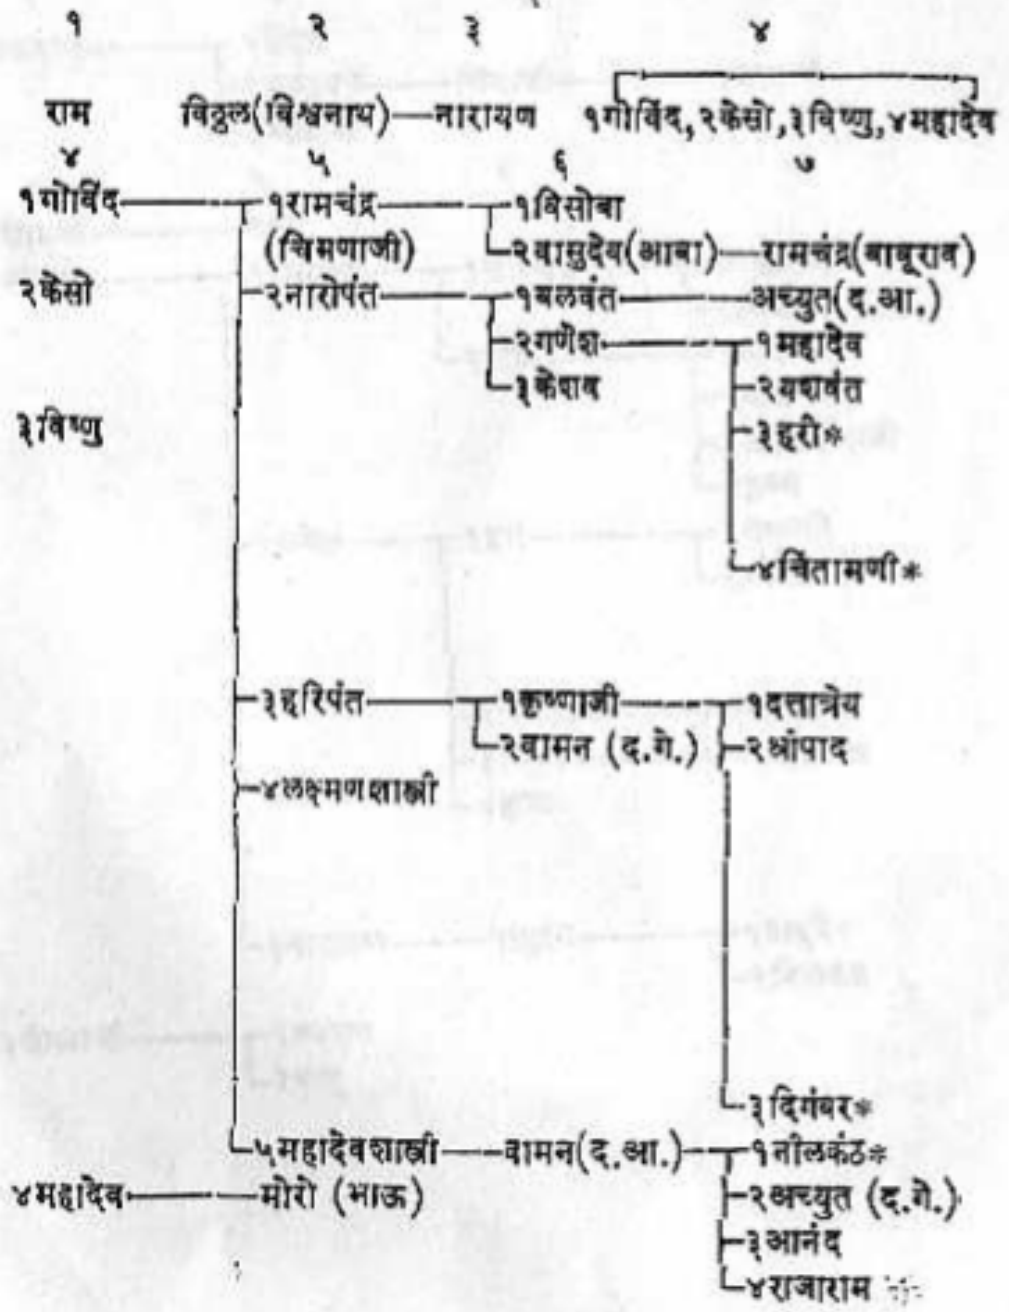 १ २ ३ ४
राम विठ्ठल(विश्वनाथ)—नारायण १गोविंद,२केसो,३विष्णु,४महादेव
४ ५ ६ ७
१गोविंद १रामचंद्र १विसोबा
(चिमणाजी) २वासुदेव(आबा)—रामचंद्र(बाबूराव)
२केसो २नारोपंत १बलवंत अच्युत(द.आ.)
२गणेश १महादेव
३केशव २यशवंत
३विष्णु ३हरी*
४चिंतामणी*
३हरिपंत १कृष्णाजी १दत्तात्रेय
२वामन (द.गे.) २श्रीपाद
४लक्ष्मणशास्त्री
३दिगंबर*
५महादेवशास्त्री वामन(द.आ.) १नीलकंठ*
४महादेव मोरो (भाऊ) २अच्युत (द.गे.)
३आनंद
४राजाराम *